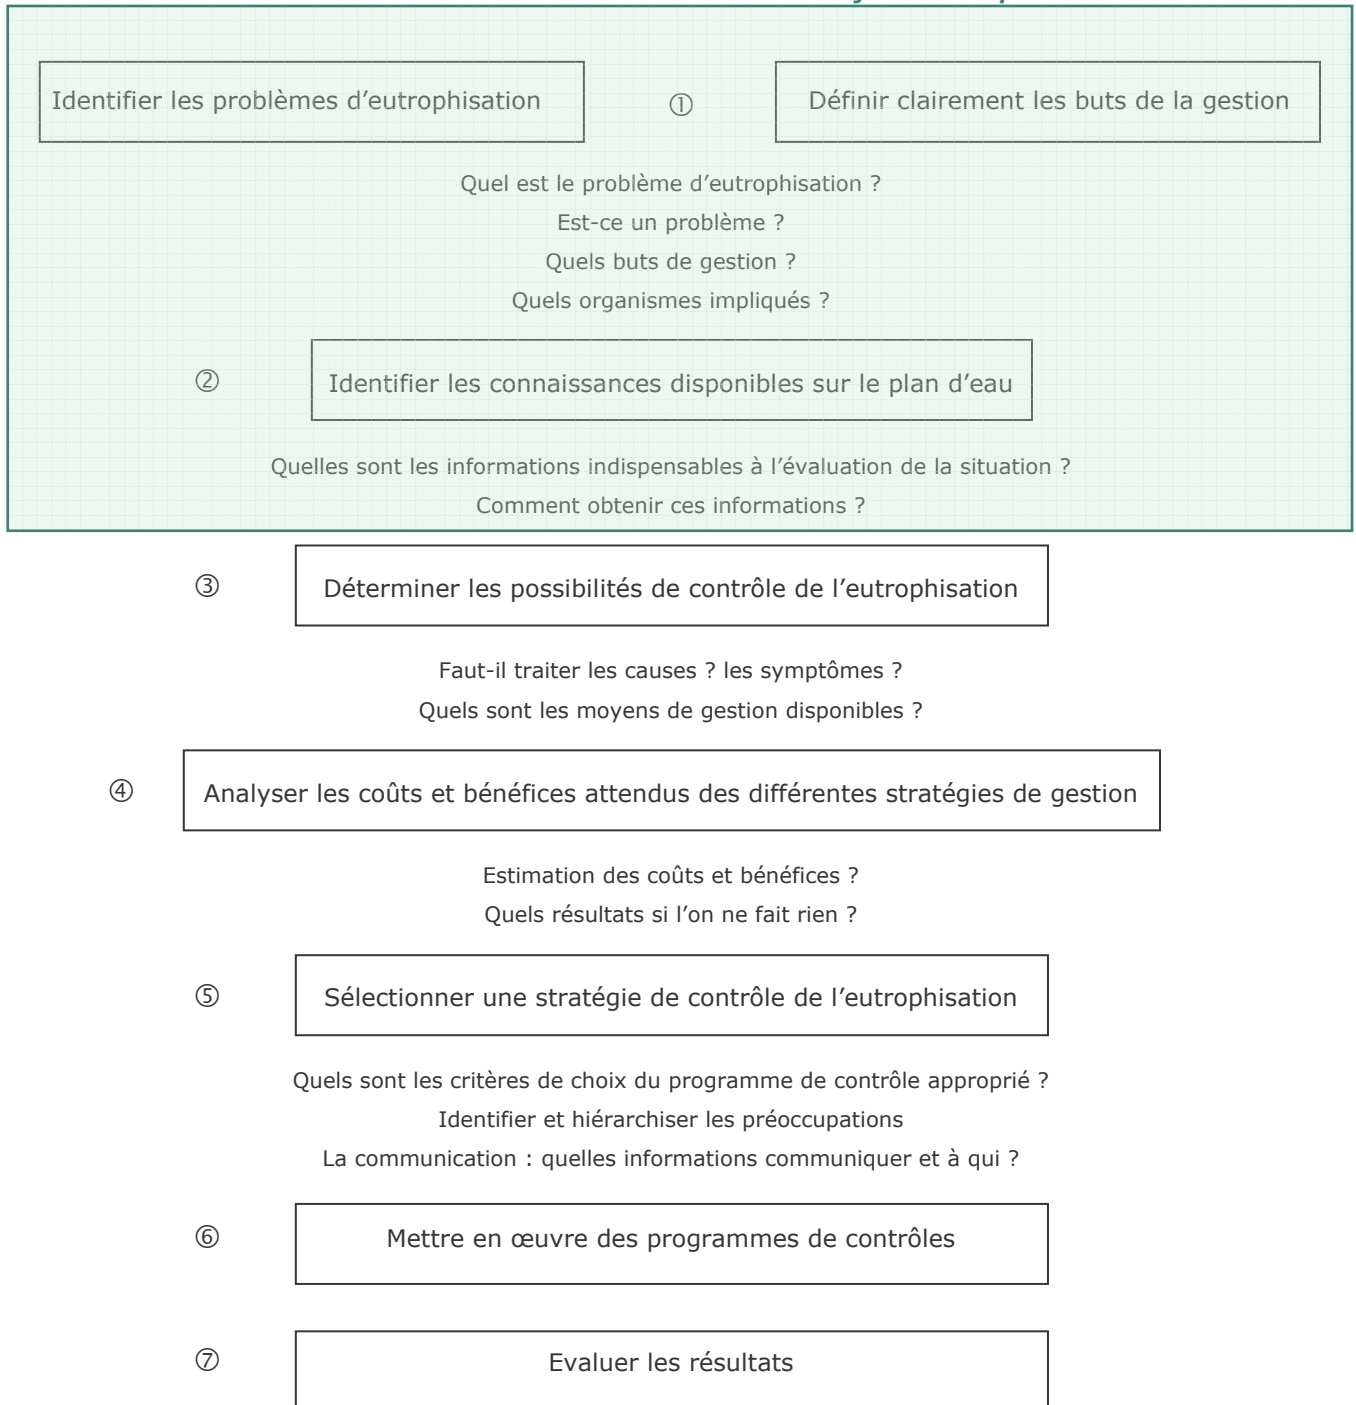 Identifier les problèmes d’eutrophisation ① Définir clairement les buts de la gestion
Quel est le problème d’eutrophisation ?
Est-ce un problème ?
Quels buts de gestion ?
Quels organismes impliqués ?
② Identifier les connaissances disponibles sur le plan d’eau
Quelles sont les informations indispensables à l’évaluation de la situation ?
Comment obtenir ces informations ?
③ Déterminer les possibilités de contrôle de l’eutrophisation
Faut-il traiter les causes ? les symptômes ?
Quels sont les moyens de gestion disponibles ?
④ Analyser les coûts et bénéfices attendus des différentes stratégies de gestion
Estimation des coûts et bénéfices ?
Quels résultats si l’on ne fait rien ?
⑤ Sélectionner une stratégie de contrôle de l’eutrophisation
Quels sont les critères de choix du programme de contrôle approprié ?
Identifier et hiérarchiser les préoccupations
La communication : quelles informations communiquer et à qui ?
⑥ Mettre en œuvre des programmes de contrôles
⑦ Evaluer les résultats